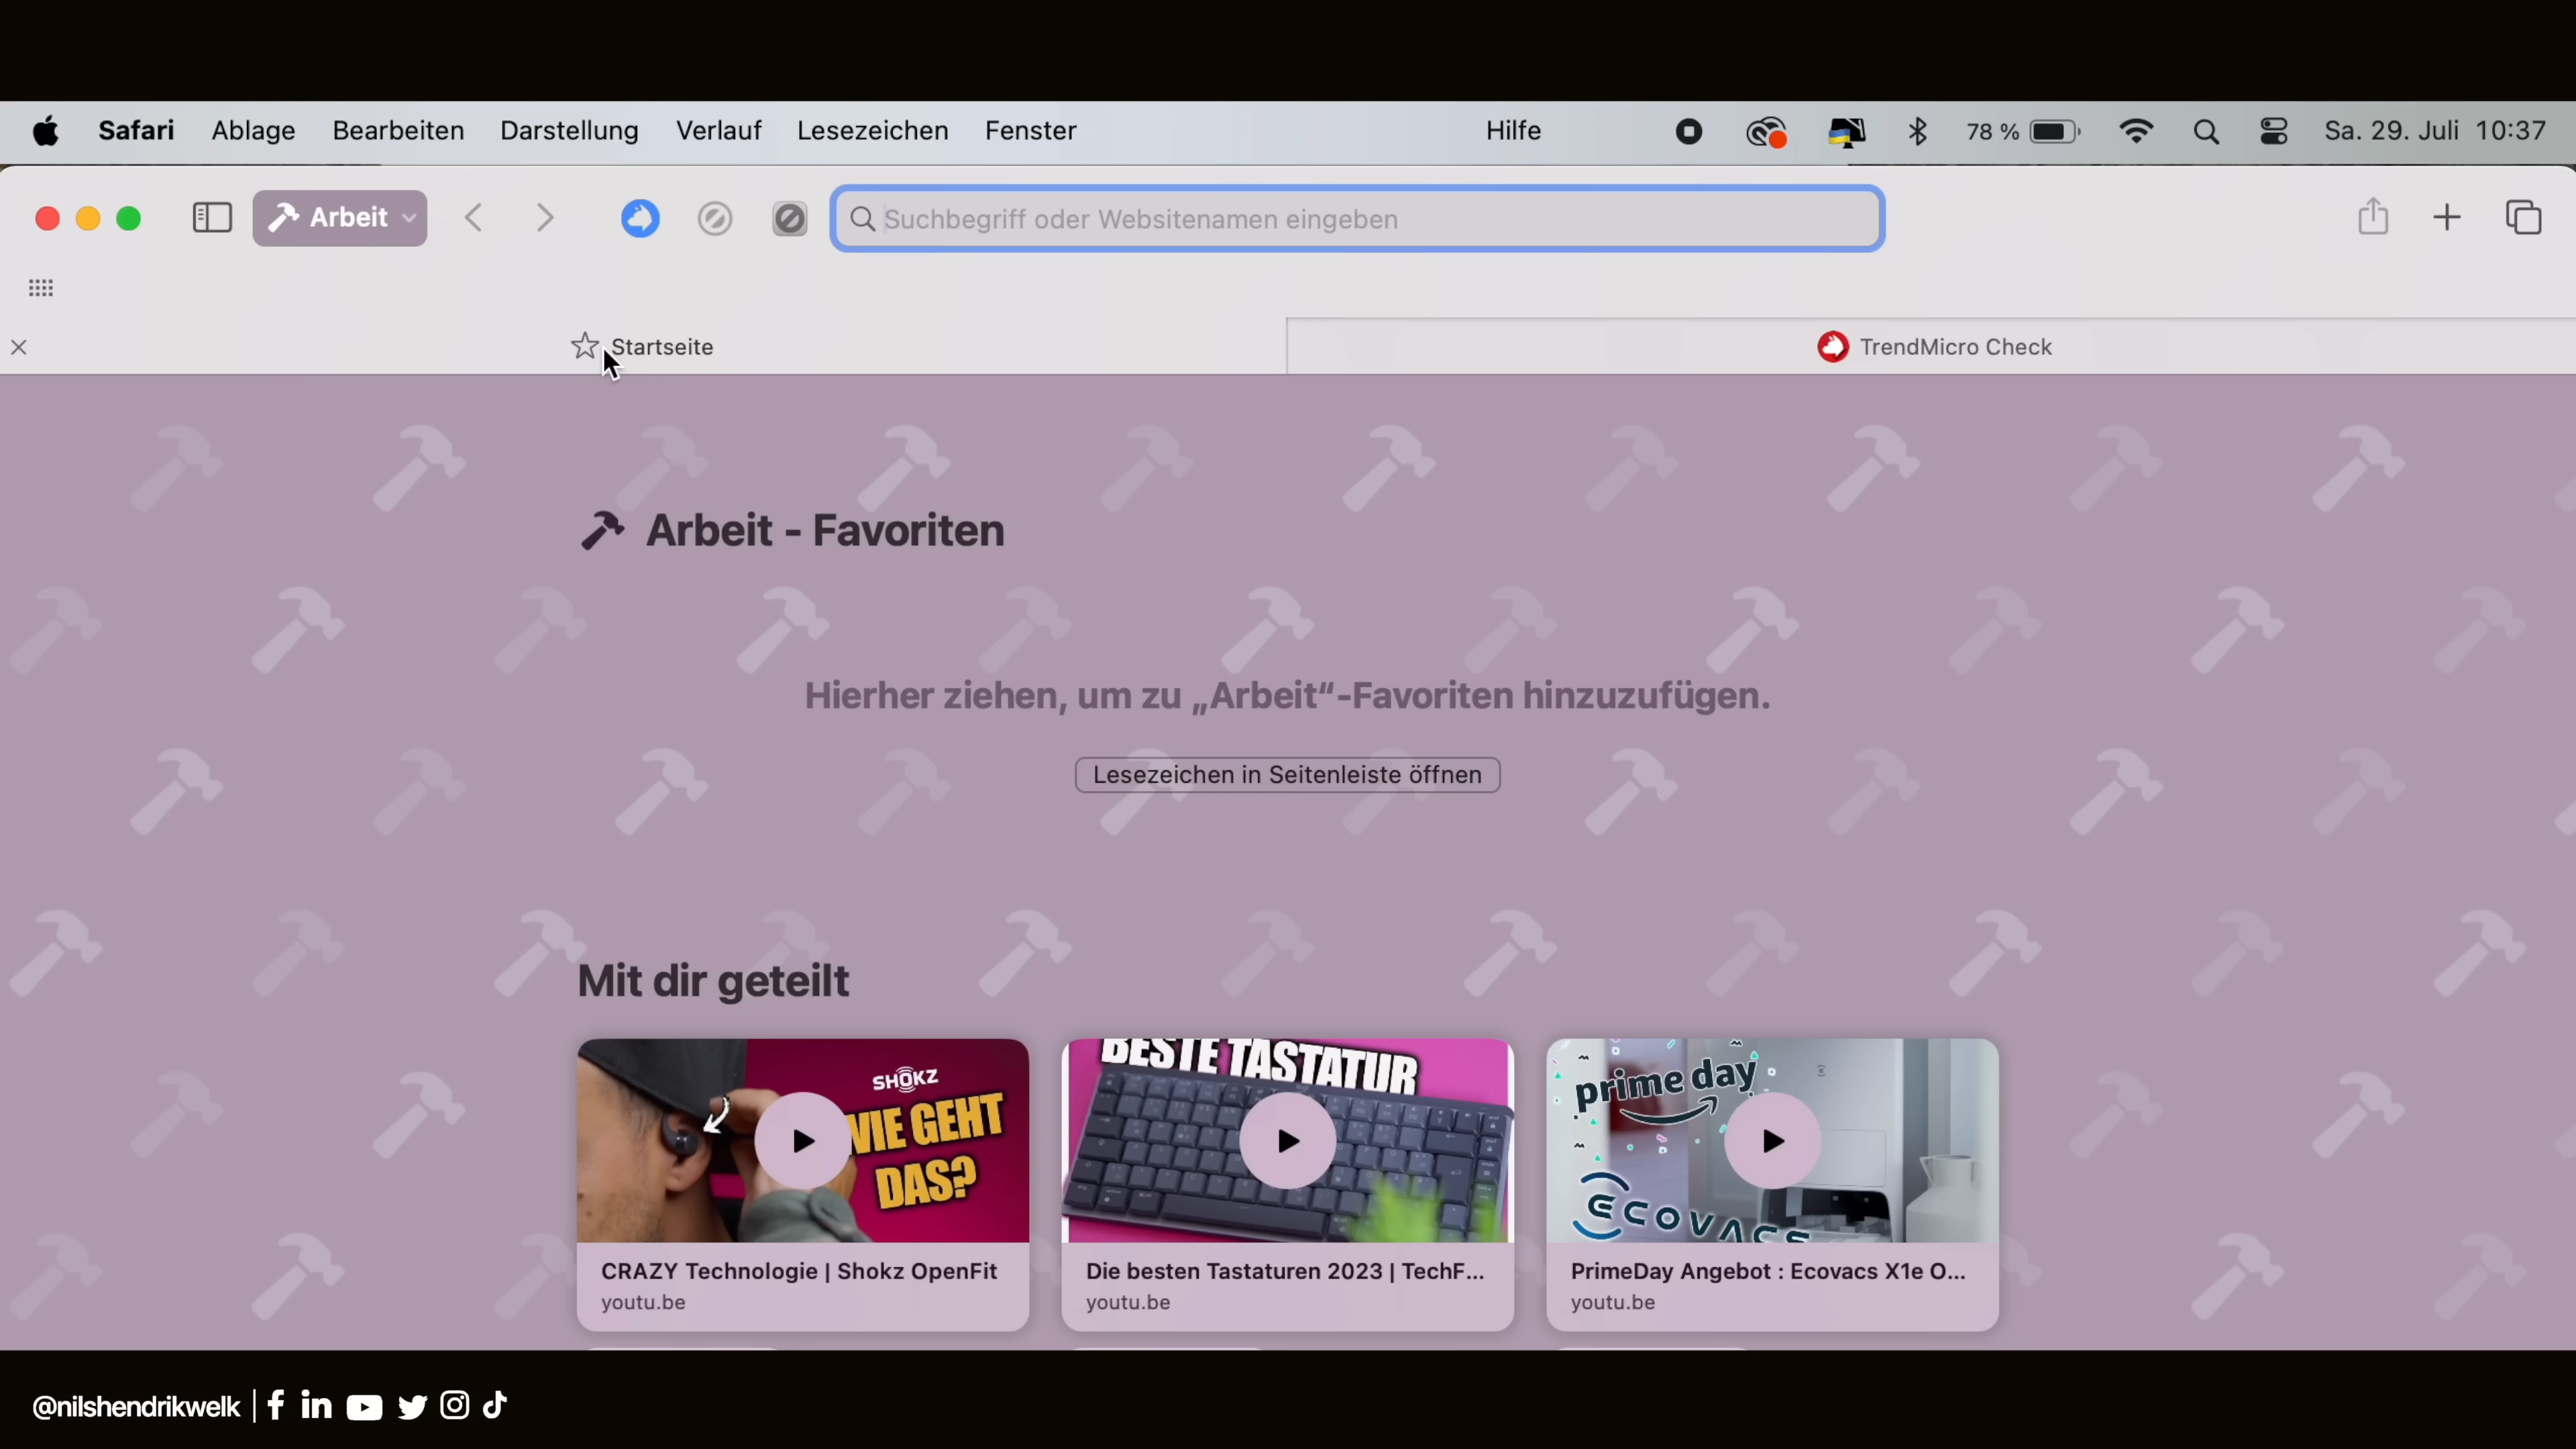 Safari Ablage Bearbeiten Darstellung Verlauf Lesezeichen Fenster Hilfe 78 % Sa. 29. Juli 10:37
Arbeit Suchbegriff oder Websitenamen eingeben
Startseite TrendMicro Check
Arbeit - Favoriten
Hierher ziehen, um zu „Arbeit“-Favoriten hinzuzufügen.
Lesezeichen in Seitenleiste öffnen
Mit dir geteilt
SHOKZ
WIE GEHT
DAS?
BESTE TASTATUR
prime day
ECOVACS
CRAZY Technologie | Shokz OpenFit
youtu.be
Die besten Tastaturen 2023 | TechF...
youtu.be
PrimeDay Angebot : Ecovacs X1e O...
youtu.be
@nilshendrikwelk